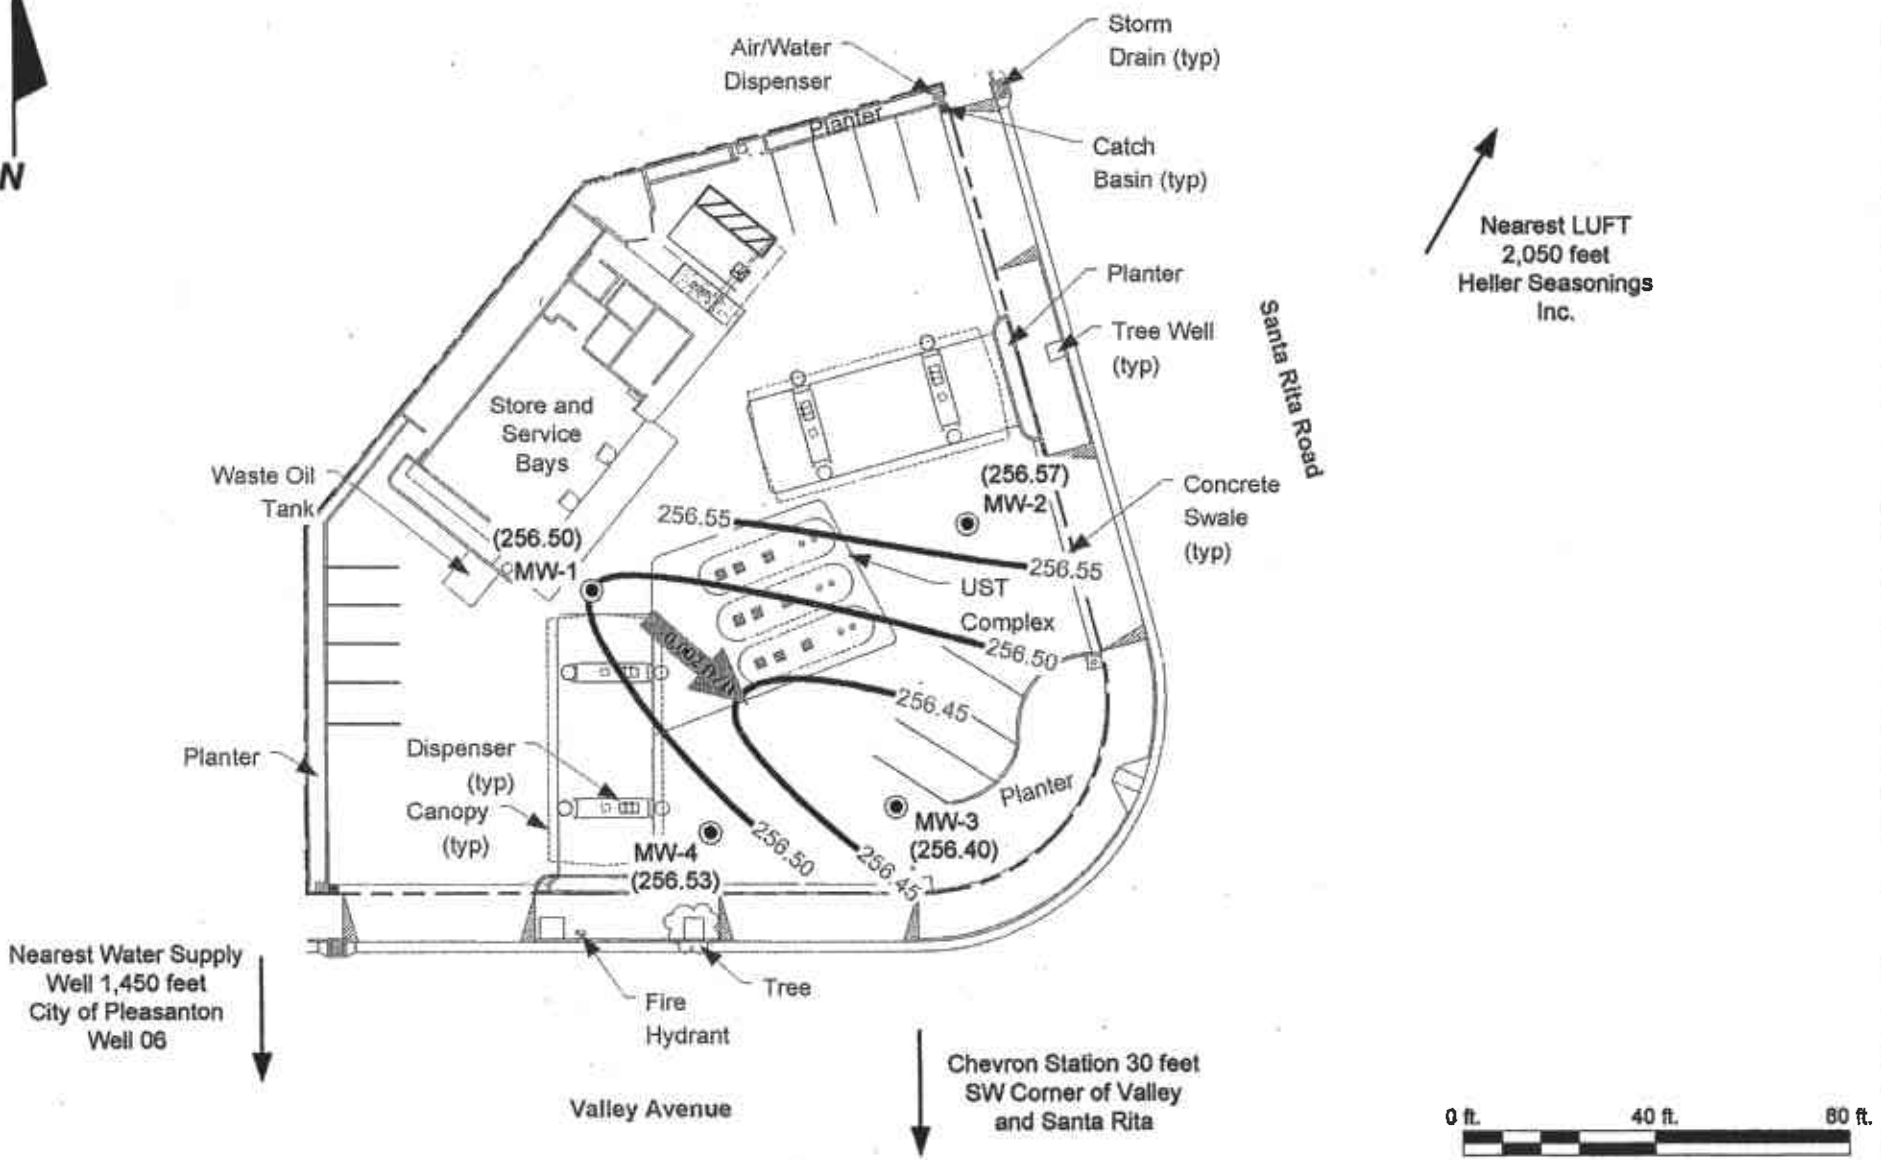 N
Air/Water
Dispenser
Storm
Drain (typ)
Planter
Catch
Basin (typ)
Nearest LUFT
2,050 feet
Heller Seasonings
Inc.
Planter
Santa Rita Road
Tree Well
(typ)
Store and
Service
Bays
Waste Oil
Tank
(256.57)
MW-2
Concrete
Swale
(typ)
256.55
(256.50)
MW-1
256.55
UST
Complex
256.50
256.45
Planter
Dispenser
(typ)
Canopy
(typ)
Planter
MW-3
(256.40)
256.50
256.45
MW-4
(256.53)
Nearest Water Supply
Well 1,450 feet
City of Pleasanton
Well 06
Fire
Hydrant
Tree
Valley Avenue
Chevron Station 30 feet
SW Corner of Valley
and Santa Rita
0 ft.
40 ft.
80 ft.